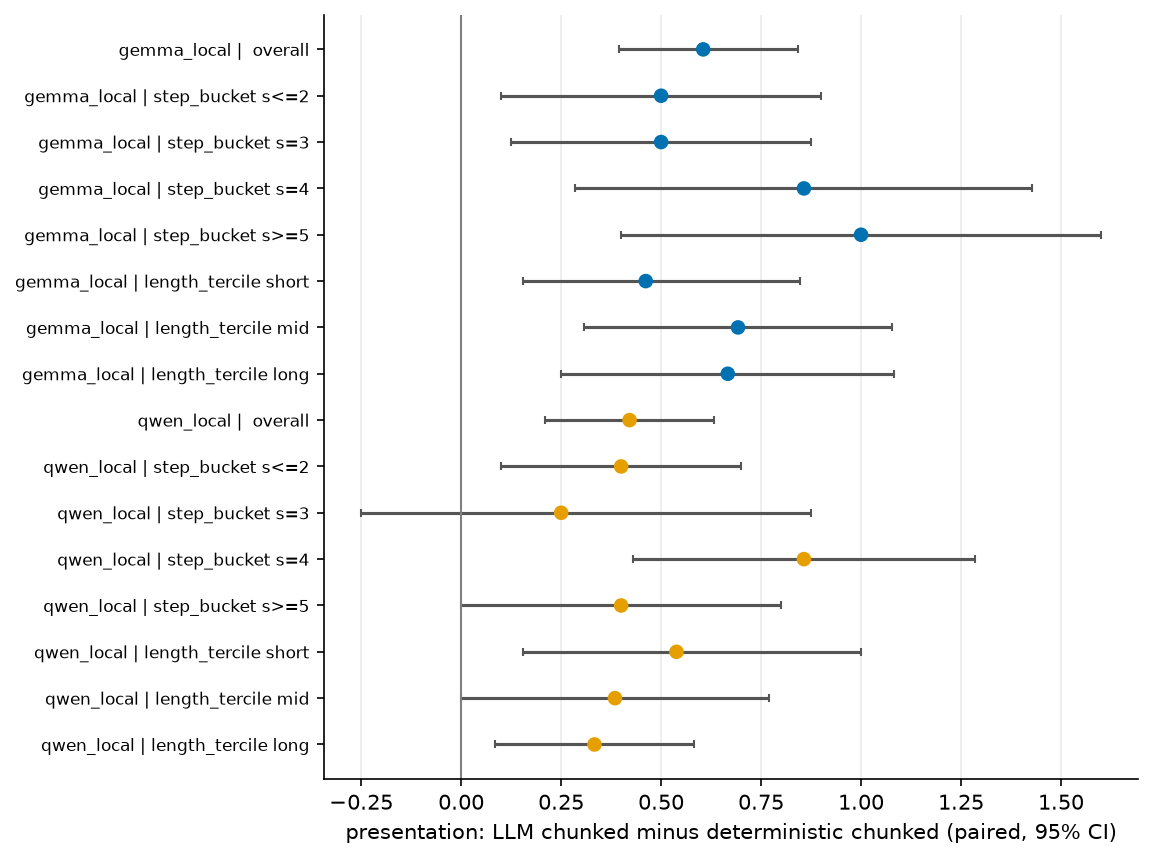 gemma_local |  overall
gemma_local | step_bucket s<=2
gemma_local | step_bucket s=3
gemma_local | step_bucket s=4
gemma_local | step_bucket s>=5
gemma_local | length_tercile short
gemma_local | length_tercile mid
gemma_local | length_tercile long
qwen_local |  overall
qwen_local | step_bucket s<=2
qwen_local | step_bucket s=3
qwen_local | step_bucket s=4
qwen_local | step_bucket s>=5
qwen_local | length_tercile short
qwen_local | length_tercile mid
qwen_local | length_tercile long
−0.25 0.00 0.25 0.50 0.75 1.00 1.25 1.50
presentation: LLM chunked minus deterministic chunked (paired, 95% CI)